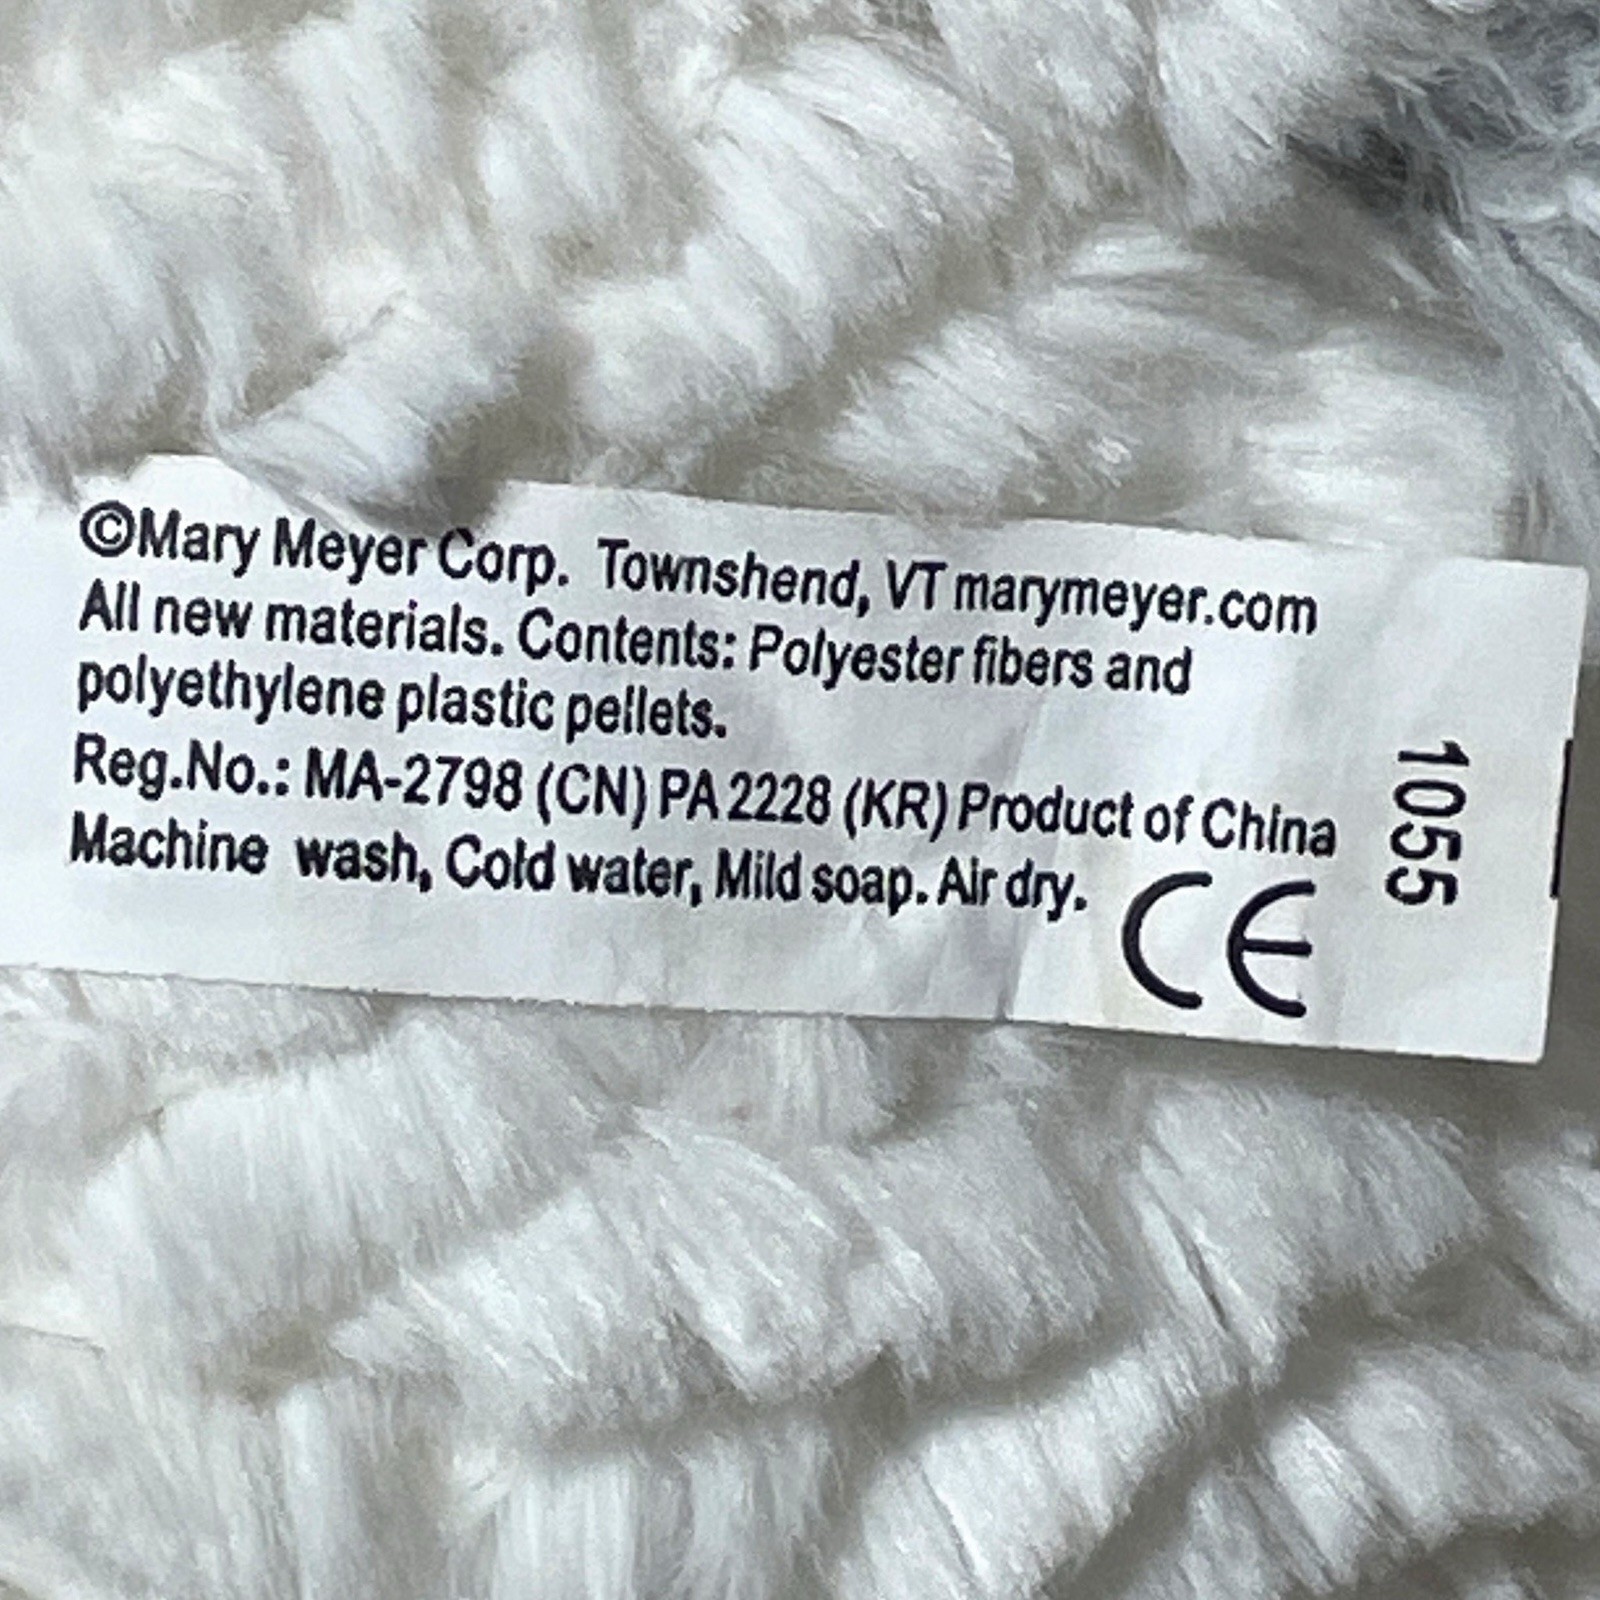 ©Mary Meyer Corp. Townshend, VT marymeyer.com
All new materials. Contents: Polyester fibers and
polyethylene plastic pellets.
Reg.No.: MA-2798 (CN) PA 2228 (KR) Product of China
Machine wash, Cold water, Mild soap. Air dry.
CE
1055